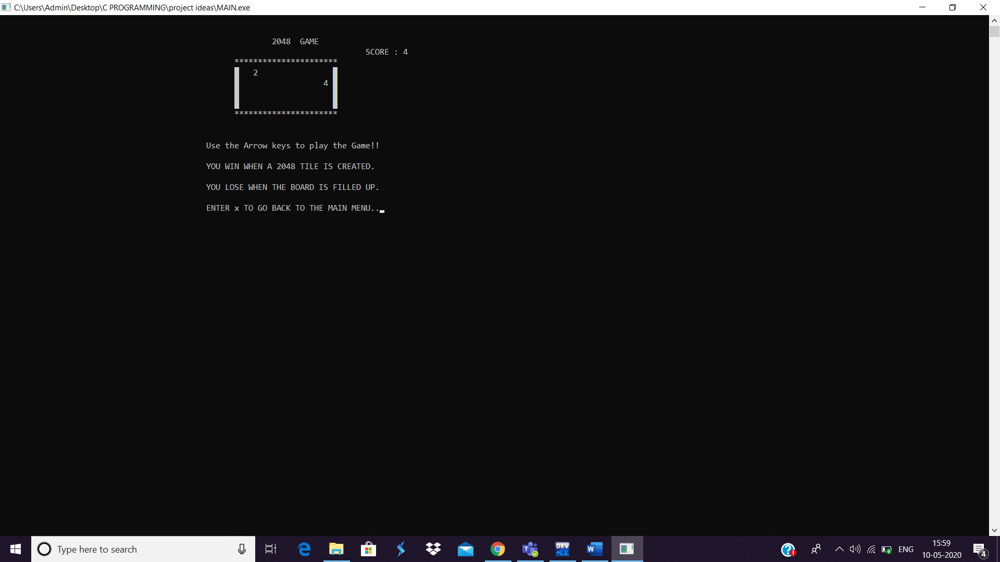 C:\Users\Admin\Desktop\C PROGRAMMING\project ideas\MAIN.exe
2048  GAME
SCORE : 4
**********************
2
4
**********************
Use the Arrow keys to play the Game!!
YOU WIN WHEN A 2048 TILE IS CREATED.
YOU LOSE WHEN THE BOARD IS FILLED UP.
ENTER x TO GO BACK TO THE MAIN MENU..
Type here to search
DEV
C++
T
W
ENG
15:59
10-05-2020
4